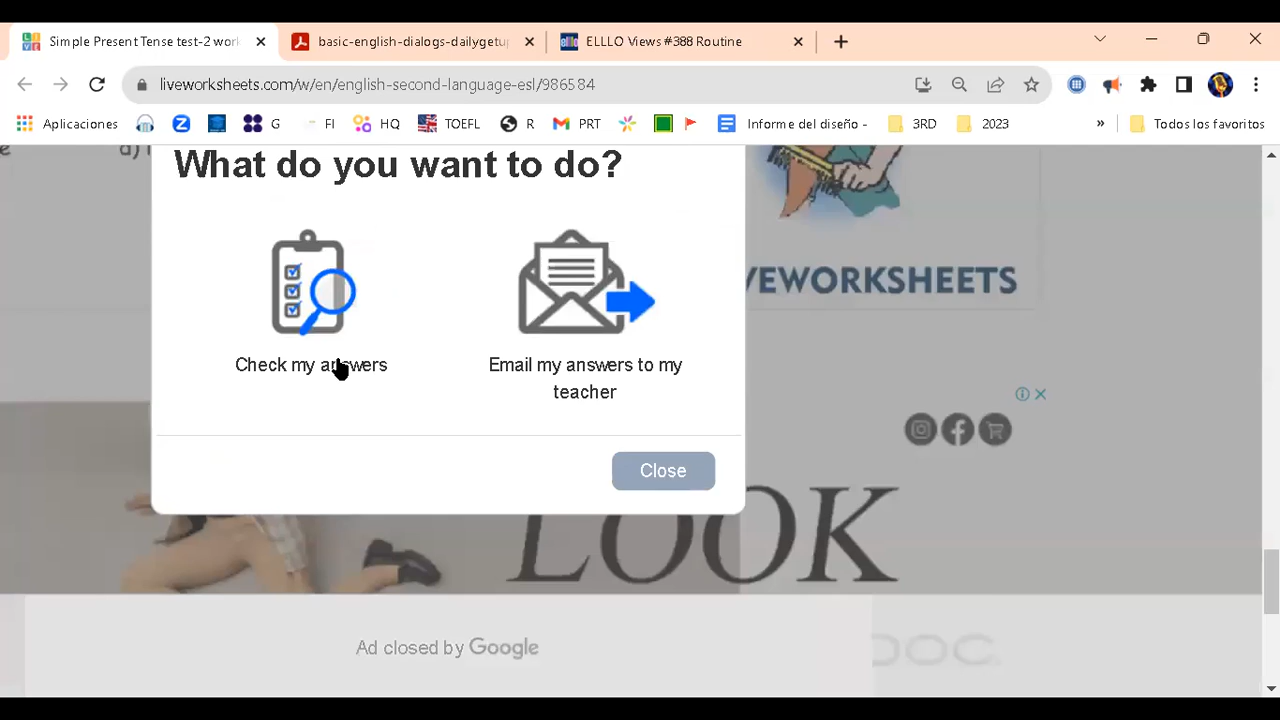 Simple Present Tense test-2 wor
basic-english-dialogs-dailygetup
elllo ELLLO Views #388 Routine
liveworksheets.com/w/en/english-second-language-esl/986584
Aplicaciones G FI HQ TOEFL R PRT Informe del diseño - 3RD 2023 » Todos los favoritos
What do you want to do?
VEWORKSHEETS
Check my answers
Email my answers to my
teacher
Close
LOOK
Ad closed by Google